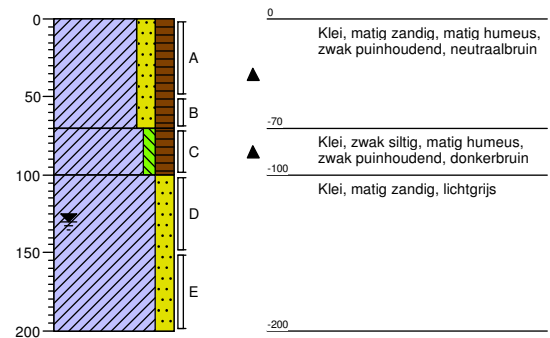 0
50
100
150
200
A
B
C
D
E
0
Klei, matig zandig, matig humeus,
zwak puinhoudend, neutraalbruin
-70
Klei, zwak siltig, matig humeus,
zwak puinhoudend, donkerbruin
-100
Klei, matig zandig, lichtgrijs
-200